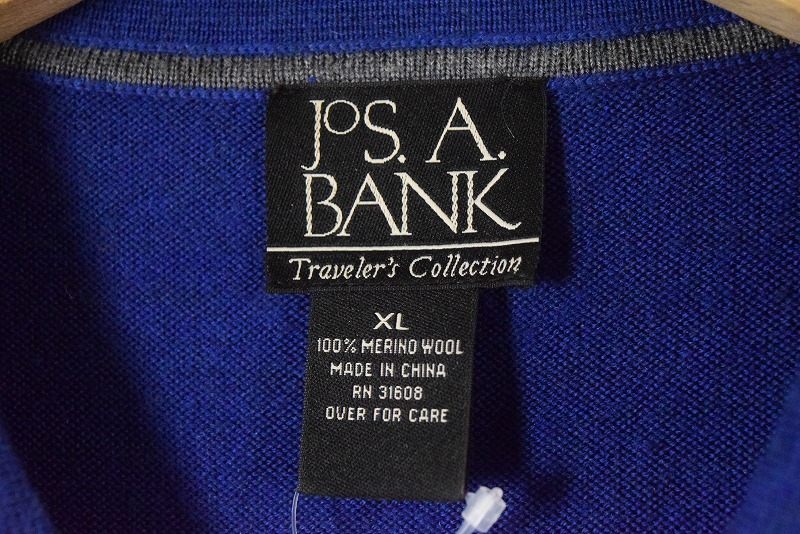 JoS. A.
BANK
Traveler's Collection
XL
100% MERINO WOOL
MADE IN CHINA
RN 31608
OVER FOR CARE